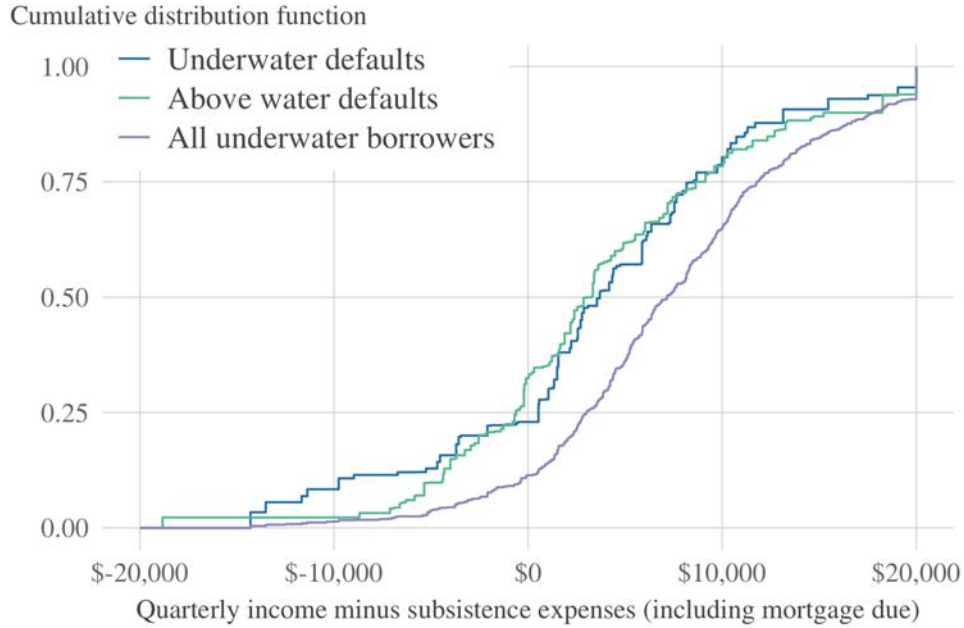 Cumulative distribution function
1.00
Underwater defaults
Above water defaults
All underwater borrowers
0.75
0.50
0.25
0.00
$-20,000 $-10,000 $0 $10,000 $20,000
Quarterly income minus subsistence expenses (including mortgage due)